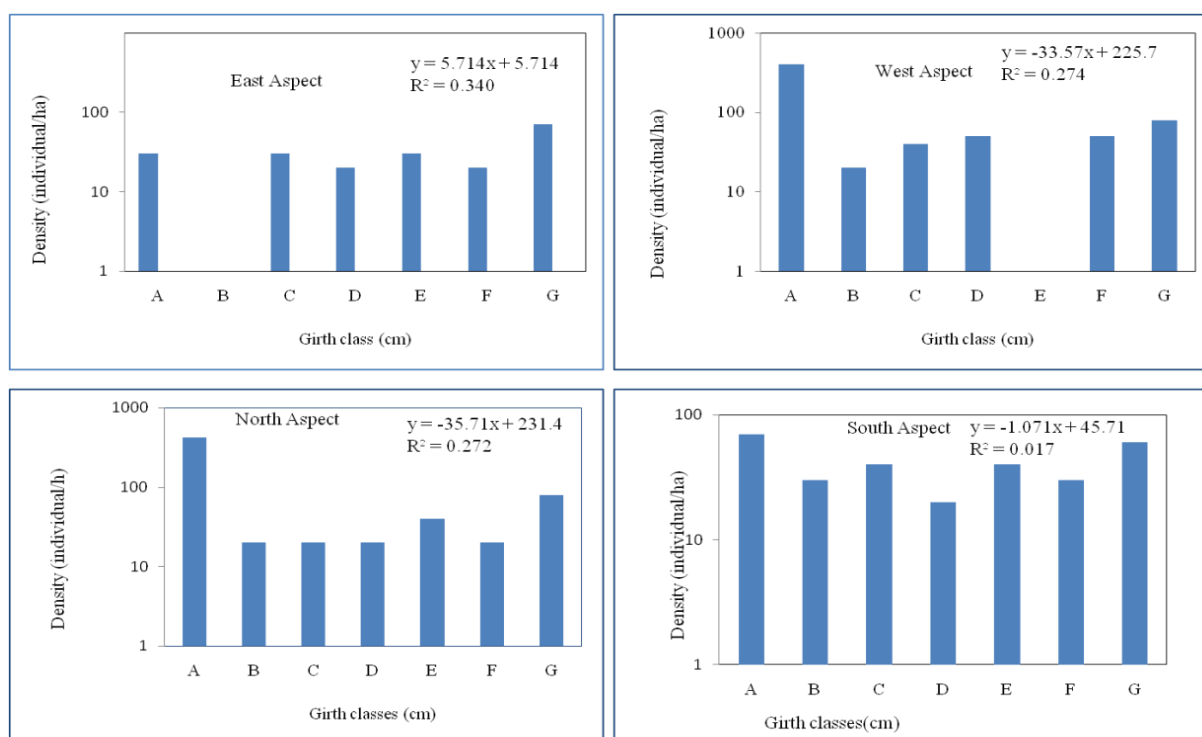 East Aspect
y = 5.714x + 5.714
R² = 0.340
Density (individual/ha)
100
10
1
A B C D E F G
Girth class (cm)
1000
West Aspect
y = -33.57x + 225.7
R² = 0.274
Density (individual/ha)
100
10
1
A B C D E F G
Girth class (cm)
1000
North Aspect
y = -35.71x + 231.4
R² = 0.272
Density (individual/h)
100
10
1
A B C D E F G
Girth classes (cm)
100
South Aspect
y = -1.071x + 45.71
R² = 0.017
Density (individual/ha)
10
1
A B C D E F G
Girth classes(cm)